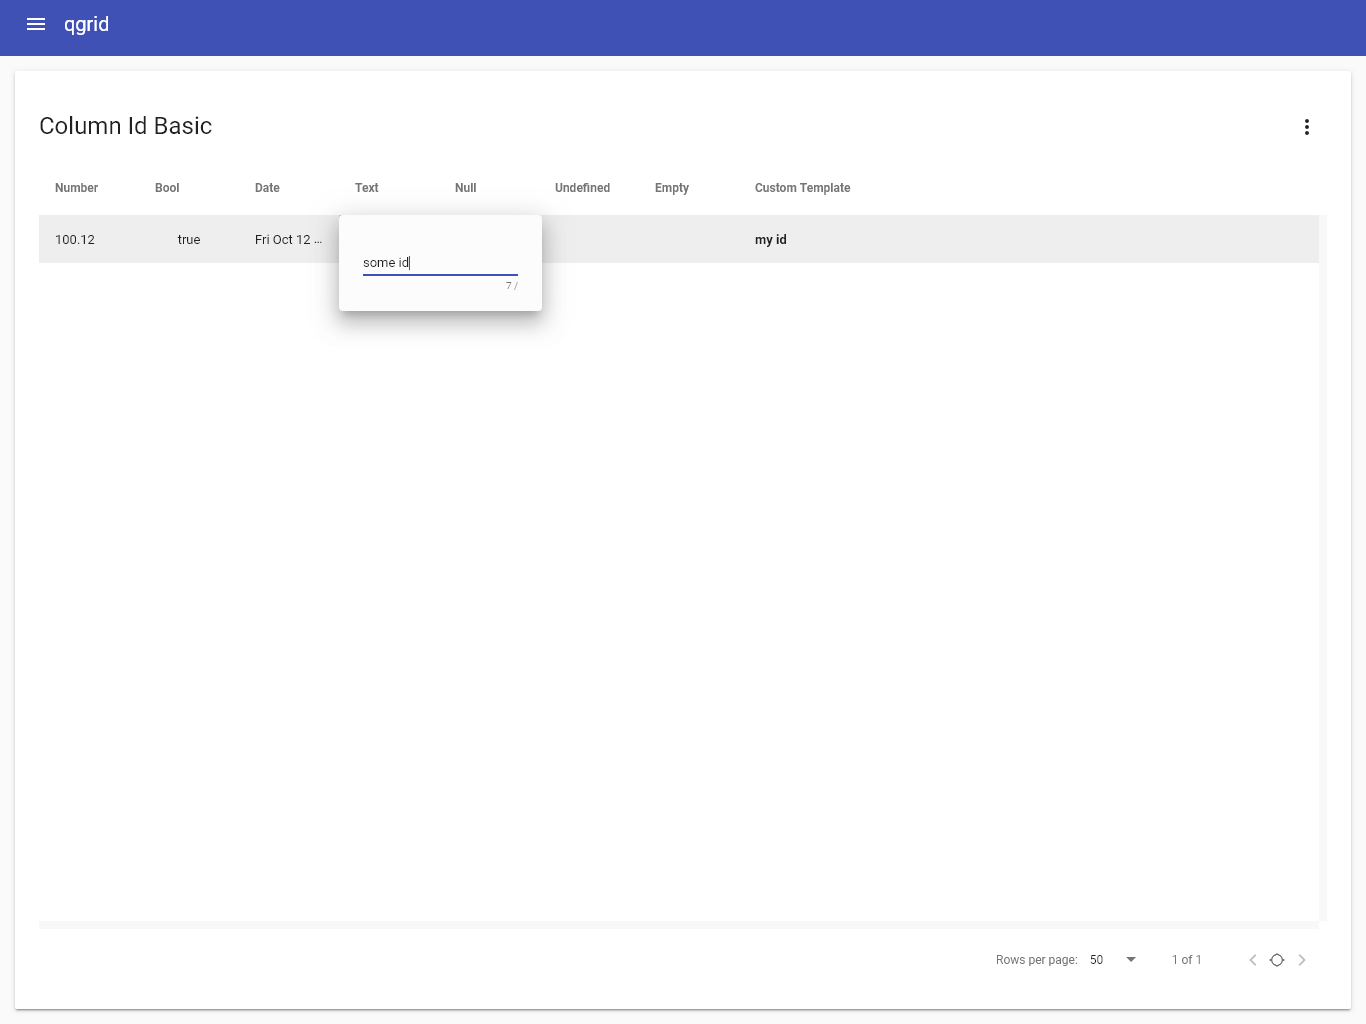 qgrid
Column Id Basic
Number Bool Date Text Null Undefined Empty Custom Template
100.12 true Fri Oct 12 ... my id
some id
7 /
Rows per page: 50 1 of 1